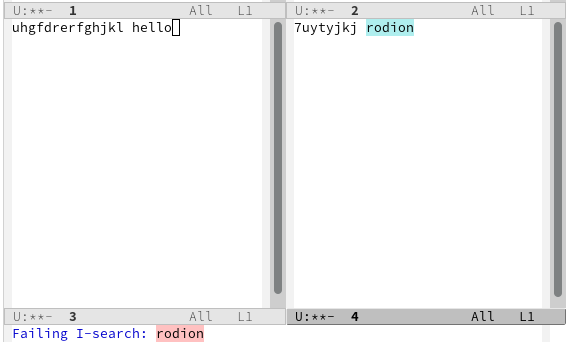 U:**- 1 All L1
U:**- 2 All L1
uhgfdrerfghjkl hello
7uytyjkj rodion
U:**- 3 All L1
U:**- 4 All L1
Failing I-search: rodion